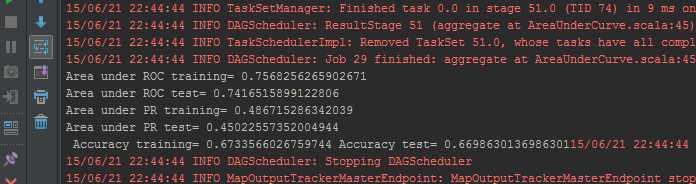 15/06/21 22:44:44 INFO TaskSetManager: Finished task 0.0 in stage 51.0 (TID 74) in 9 ms on
15/06/21 22:44:44 INFO DAGScheduler: ResultStage 51 (aggregate at AreaUnderCurve.scala:45)
15/06/21 22:44:44 INFO TaskSchedulerImpl: Removed TaskSet 51.0, whose tasks have all compl
15/06/21 22:44:44 INFO DAGScheduler: Job 29 finished: aggregate at AreaUnderCurve.scala:45
Area under ROC training= 0.7568256265902671
Area under ROC test= 0.7416515899122806
Area under PR training= 0.486715286342039
Area under PR test= 0.45022557352004944
Accuracy training= 0.6733566026759744 Accuracy test= 0.669863013698630115/06/21 22:44:44
15/06/21 22:44:44 INFO DAGScheduler: Stopping DAGScheduler
15/06/21 22:44:44 INFO MapOutputTrackerMasterEndpoint: MapOutputTrackerMasterEndpoint stop